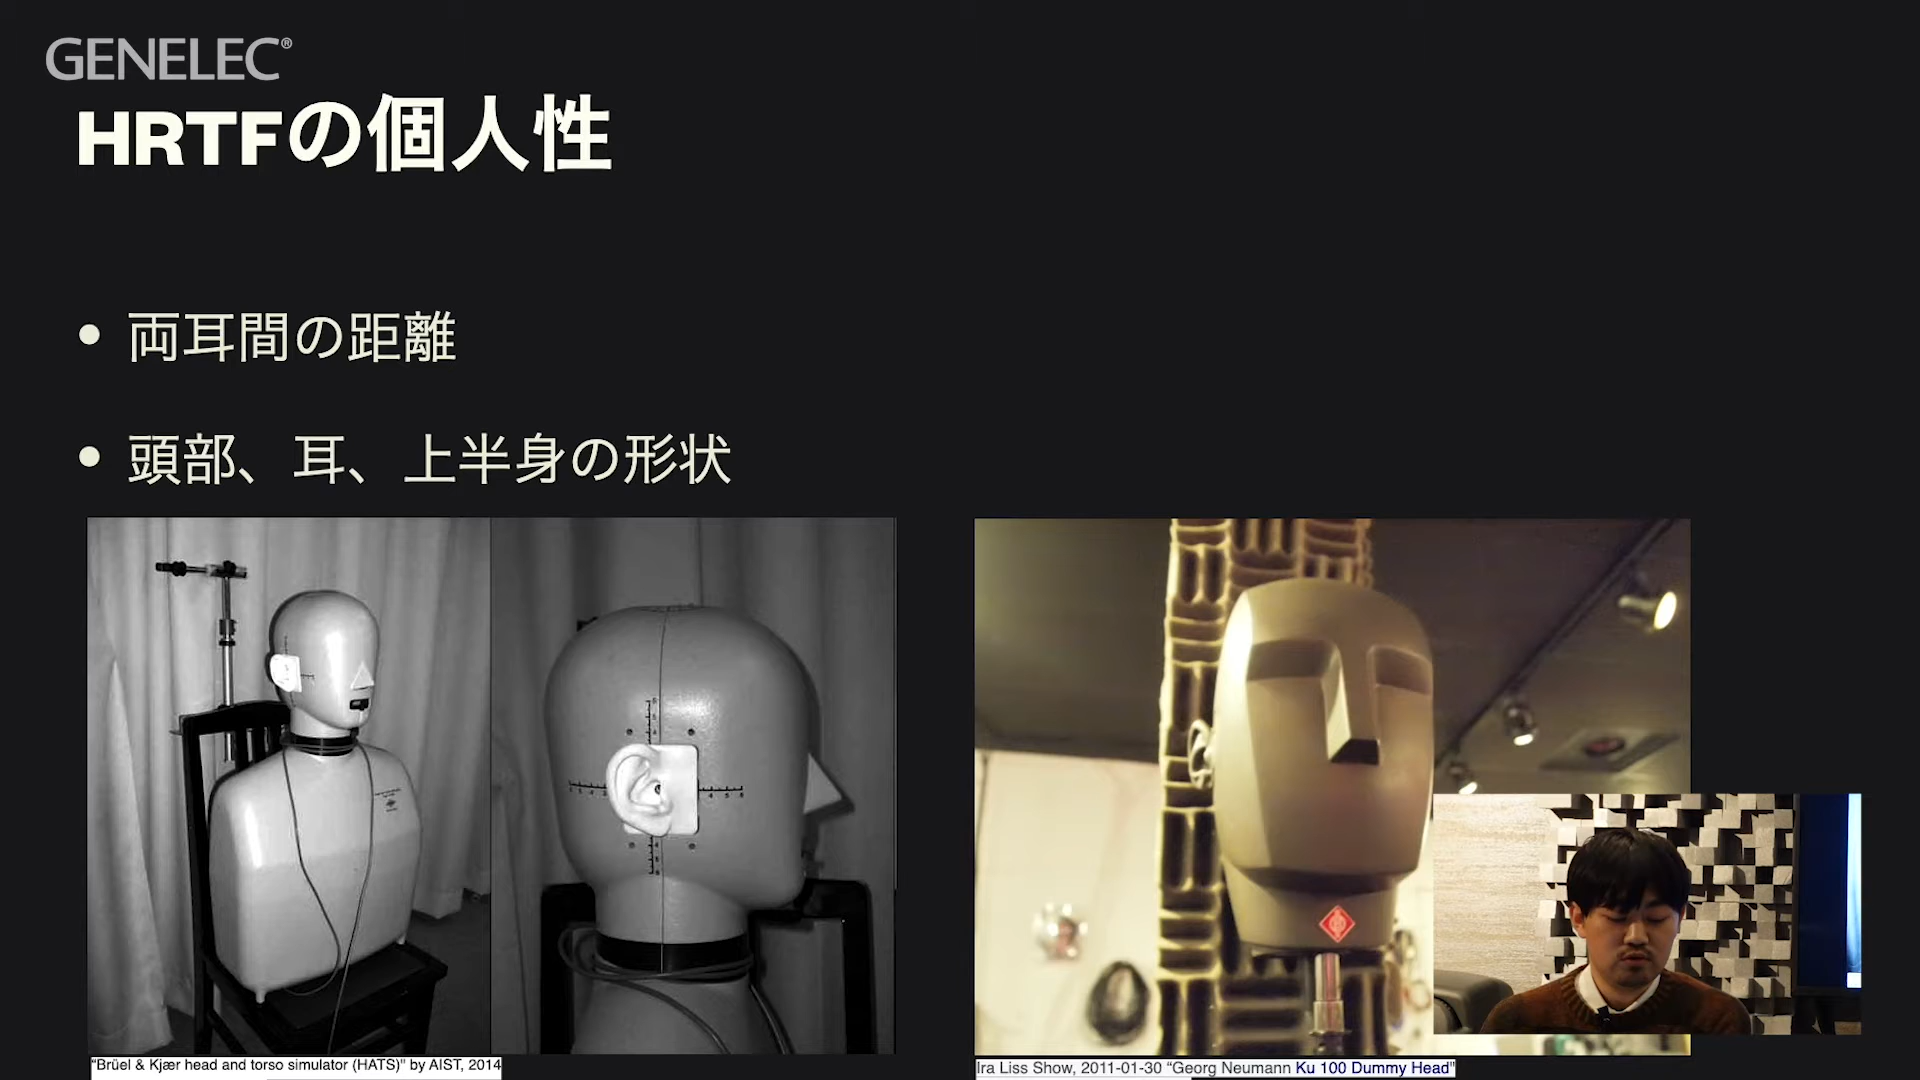 GENELEC®
HRTFの個人性
• 両耳間の距離
• 頭部、耳、上半身の形状
“Brüel & Kjær head and torso simulator (HATS)" by AIST, 2014
Ira Liss Show, 2011-01-30 “Georg Neumann Ku 100 Dummy Head"